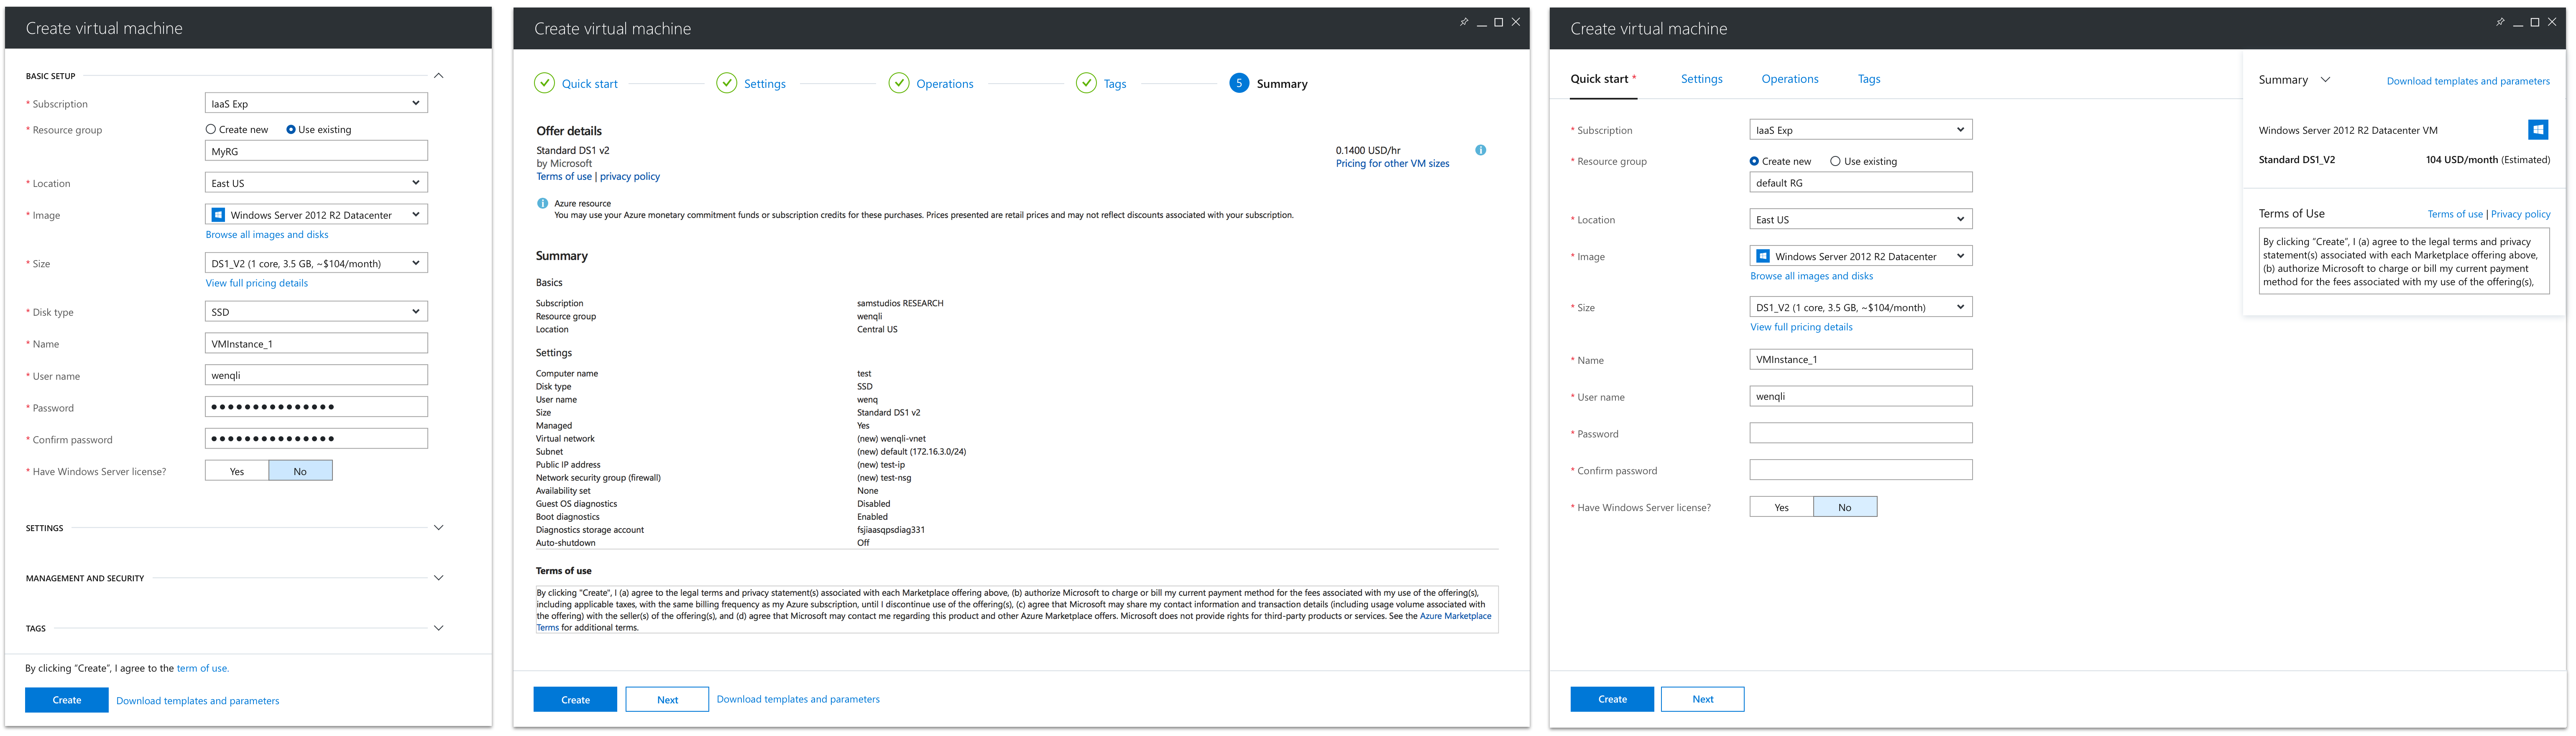 Create virtual machine
BASIC SETUP
* Subscription
IaaS Exp
* Resource group
Create new
Use existing
MyRG
* Location
East US
* Image
Windows Server 2012 R2 Datacenter
Browse all images and disks
* Size
DS1_V2 (1 core, 3.5 GB, ~$104/month)
View full pricing details
* Disk type
SSD
* Name
VMInstance_1
* User name
wenqli
* Password
* Confirm password
* Have Windows Server license?
Yes
No
SETTINGS
MANAGEMENT AND SECURITY
TAGS
By clicking "Create", I agree to the term of use.
Create
Download templates and parameters
Create virtual machine
Quick start
Settings
Operations
Tags
5
Summary
Offer details
Standard DS1 v2
by Microsoft
Terms of use | privacy policy
0.1400 USD/hr
Pricing for other VM sizes
Azure resource
You may use your Azure monetary commitment funds or subscription credits for these purchases. Prices presented are retail prices and may not reflect discounts associated with your subscription.
Summary
Basics
Subscription
samstudios RESEARCH
Resource group
wenqli
Location
Central US
Settings
Computer name
test
Disk type
SSD
User name
wenq
Size
Standard DS1 v2
Managed
Yes
Virtual network
(new) wenqli-vnet
Subnet
(new) default (172.16.3.0/24)
Public IP address
(new) test-ip
Network security group (firewall)
(new) test-nsg
Availability set
None
Guest OS diagnostics
Disabled
Boot diagnostics
Enabled
Diagnostics storage account
fsjiaasqpsdiag331
Auto-shutdown
Off
Terms of use
By clicking "Create", I (a) agree to the legal terms and privacy statement(s) associated with each Marketplace offering above, (b) authorize Microsoft to charge or bill my current payment method for the fees associated with my use of the offering(s),
including applicable taxes, with the same billing frequency as my Azure subscription, until I discontinue use of the offering(s), (c) agree that Microsoft may share my contact information and transaction details (including usage volume associated with
the offering) with the seller(s) of the offering(s), and (d) agree that Microsoft may contact me regarding this product and other Azure Marketplace offers. Microsoft does not provide rights for third-party products or services. See the Azure Marketplace
Terms for additional terms.
Create
Next
Download templates and parameters
Create virtual machine
Quick start *
Settings
Operations
Tags
* Subscription
IaaS Exp
* Resource group
Create new
Use existing
default RG
* Location
East US
* Image
Windows Server 2012 R2 Datacenter
Browse all images and disks
* Size
DS1_V2 (1 core, 3.5 GB, ~$104/month)
View full pricing details
* Name
VMInstance_1
* User name
wenqli
* Password
* Confirm password
* Have Windows Server license?
Yes
No
Create
Next
Summary
Download templates and parameters
Windows Server 2012 R2 Datacenter VM
Standard DS1_V2
104 USD/month (Estimated)
Terms of Use
Terms of use | Privacy policy
By clicking "Create", I (a) agree to the legal terms and privacy
statement(s) associated with each Marketplace offering above,
(b) authorize Microsoft to charge or bill my current payment
method for the fees associated with my use of the offering(s),